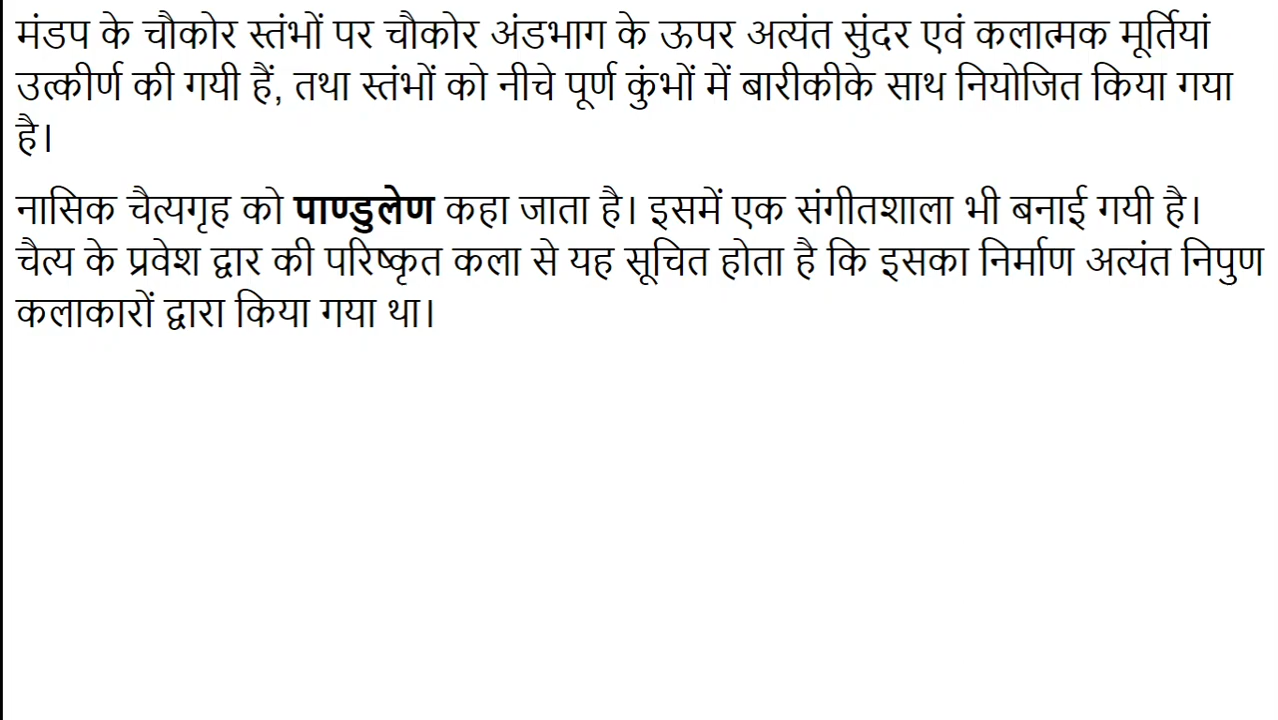 मंडप के चौकोर स्तंभों पर चौकोर अंडभाग के ऊपर अत्यंत सुंदर एवं कलात्मक मूर्तियां
उत्कीर्ण की गयी हैं, तथा स्तंभों को नीचे पूर्ण कुंभों में बारीकीके साथ नियोजित किया गया
है।
नासिक चैत्यगृह को पाण्डुलेण कहा जाता है। इसमें एक संगीतशाला भी बनाई गयी है।
चैत्य के प्रवेश द्वार की परिष्कृत कला से यह सूचित होता है कि इसका निर्माण अत्यंत निपुण
कलाकारों द्वारा किया गया था।